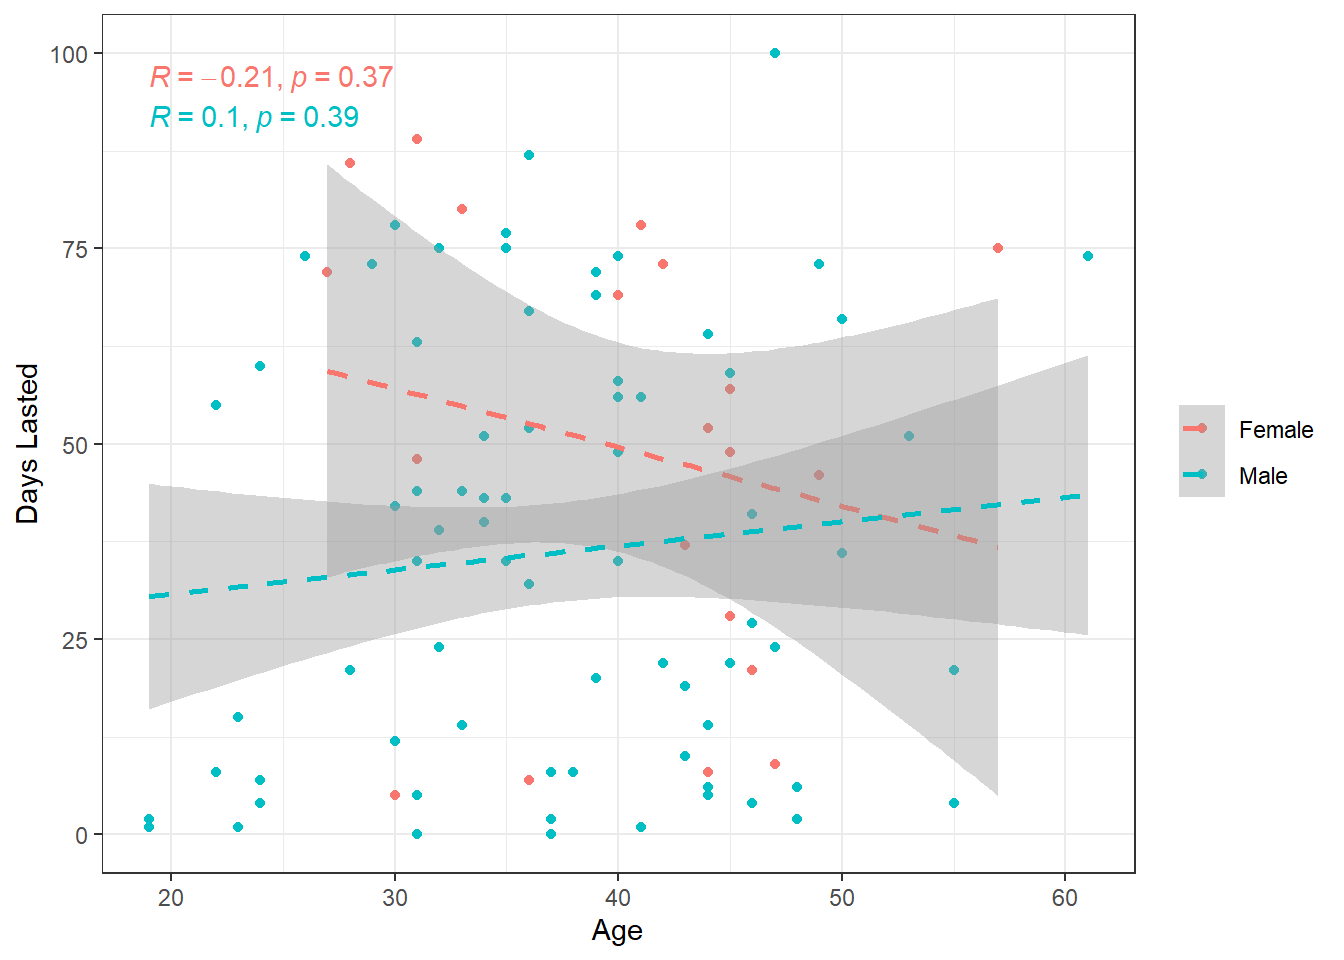 R = −0.21, p = 0.37
R = 0.1, p = 0.39
100
75
50
25
0
Days Lasted
20 30 40 50 60
Age
Female
Male